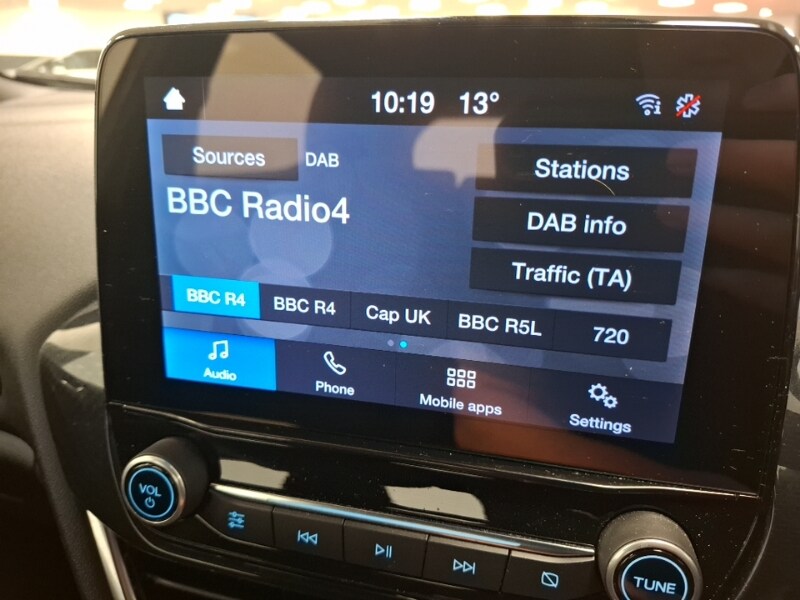 10:19 13°
Sources DAB
Stations
BBC Radio4
DAB info
Traffic (TA)
BBC R4 BBC R4 Cap UK BBC R5L 720
Audio Phone Mobile apps Settings
VOL
TUNE